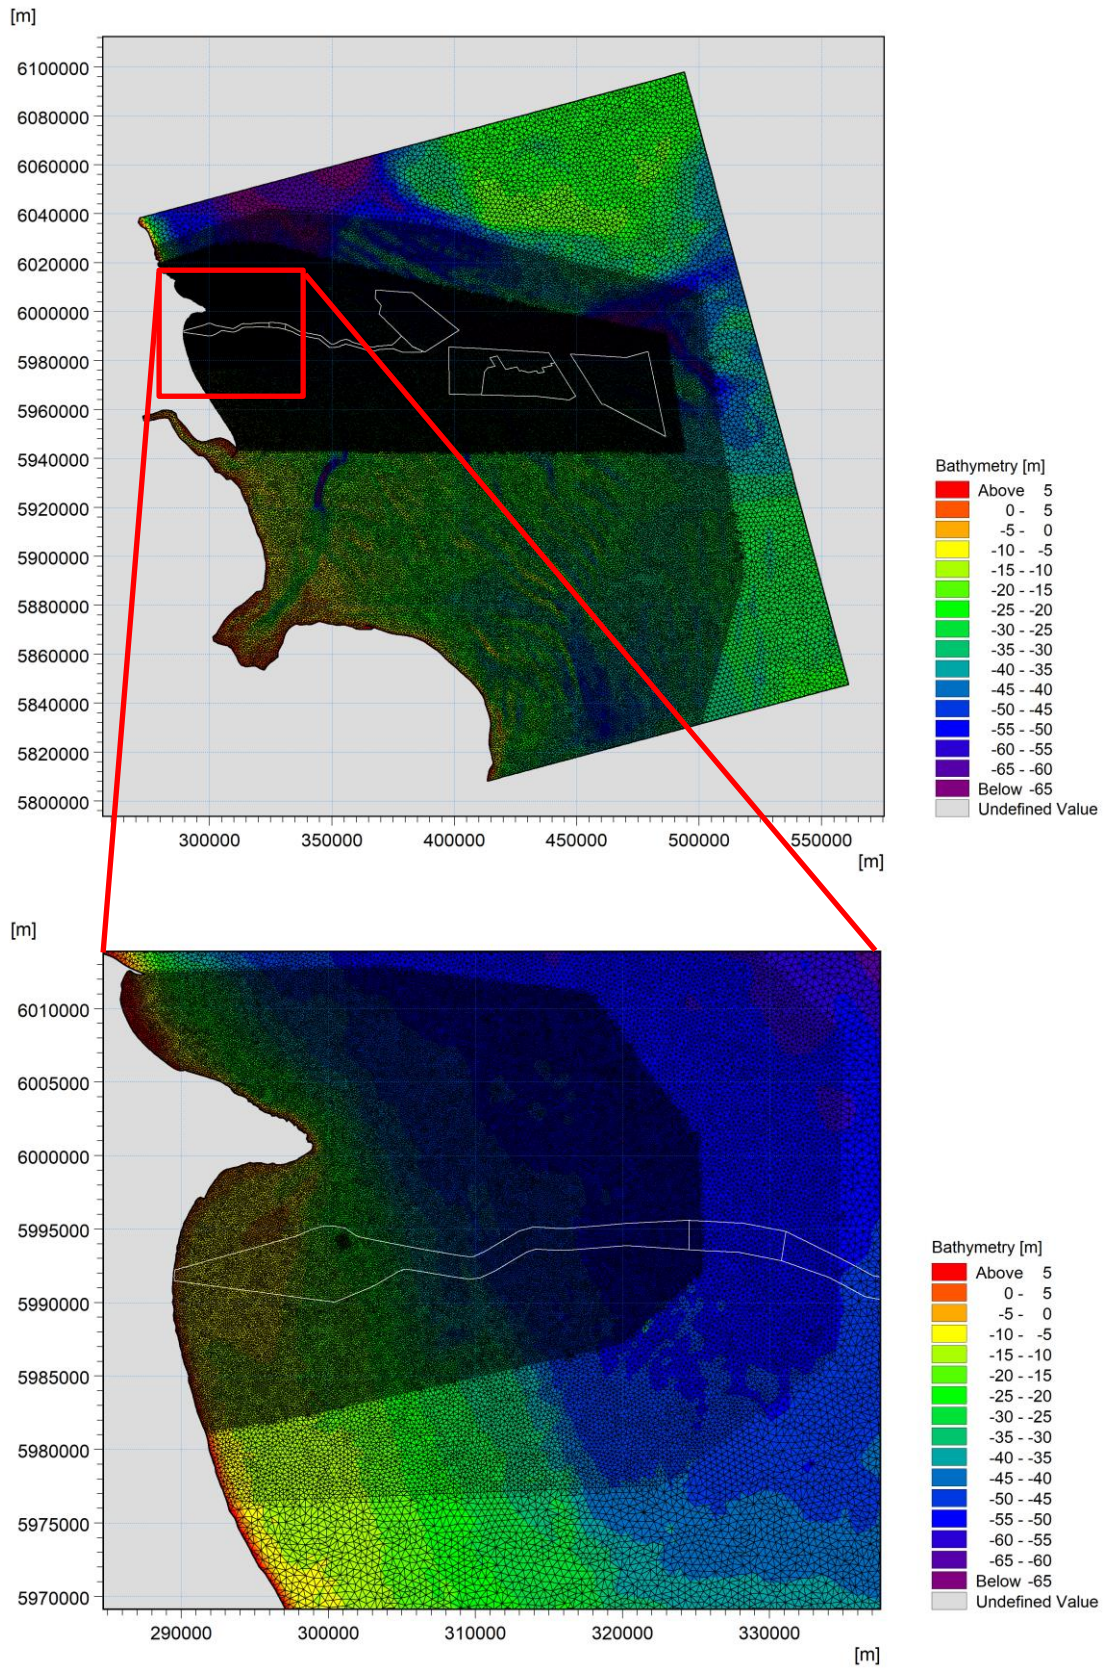 [m]
6100000
6080000
6060000
6040000
6020000
6000000
5980000
5960000
5940000
5920000
5900000
5880000
5860000
5840000
5820000
5800000
300000 350000 400000 450000 500000 550000
[m]
Bathymetry [m]
Above 5
0 - 5
-5 - 0
-10 - -5
-15 - -10
-20 - -15
-25 - -20
-30 - -25
-35 - -30
-40 - -35
-45 - -40
-50 - -45
-55 - -50
-60 - -55
-65 - -60
Below -65
Undefined Value
[m]
6010000
6005000
6000000
5995000
5990000
5985000
5980000
5975000
5970000
290000 300000 310000 320000 330000
[m]
Bathymetry [m]
Above 5
0 - 5
-5 - 0
-10 - -5
-15 - -10
-20 - -15
-25 - -20
-30 - -25
-35 - -30
-40 - -35
-45 - -40
-50 - -45
-55 - -50
-60 - -55
-65 - -60
Below -65
Undefined Value